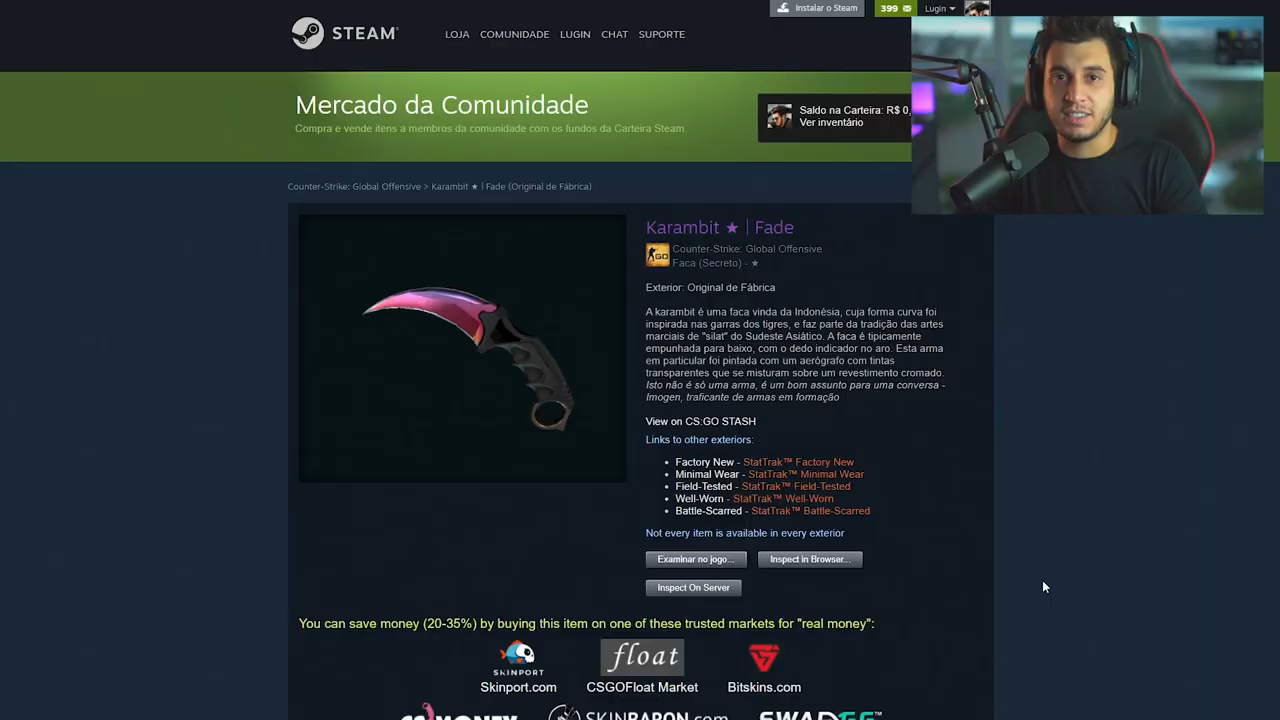 Instalar o Steam
399
Login
STEAM
LOJA COMUNIDADE LOGIN CHAT SUPORTE
Mercado da Comunidade
Compra e vende itens a membros da comunidade com os fundos da Carteira Steam.
Saldo na Carteira: R$ 0,
Ver inventário
Counter-Strike: Global Offensive > Karambit ★ | Fade (Original de Fábrica)
Karambit ★ | Fade
GO
Counter-Strike: Global Offensive
Faca (Secreto) - ★
Exterior: Original de Fábrica
A karambit é uma faca vinda da Indonésia, cuja forma curva foi
inspirada nas garras dos tigres, e faz parte da tradição das artes
marciais de "silat" do Sudeste Asiático. A faca é tipicamente
empunhada para baixo, com o dedo indicador no aro. Esta arma
em particular foi pintada com um aerógrafo com tintas
transparentes que se misturam sobre um revestimento cromado.
Isto não é só uma arma, é um bom assunto para uma conversa -
Imogen, traficante de armas em formação
View on CS:GO STASH
Links to other exteriors:
Factory New - StatTrak™ Factory New
Minimal Wear - StatTrak™ Minimal Wear
Field-Tested - StatTrak™ Field-Tested
Well-Worn - StatTrak™ Well-Worn
Battle-Scarred - StatTrak™ Battle-Scarred
Not every item is available in every exterior
Examinar no jogo... Inspect in Browser...
Inspect On Server
You can save money (20-35%) by buying this item on one of these trusted markets for "real money":
SKINPORT float
Skinport.com CSGOFloat Market Bitskins.com
CS.MONEY SKINBARON.com SWAP.GG™